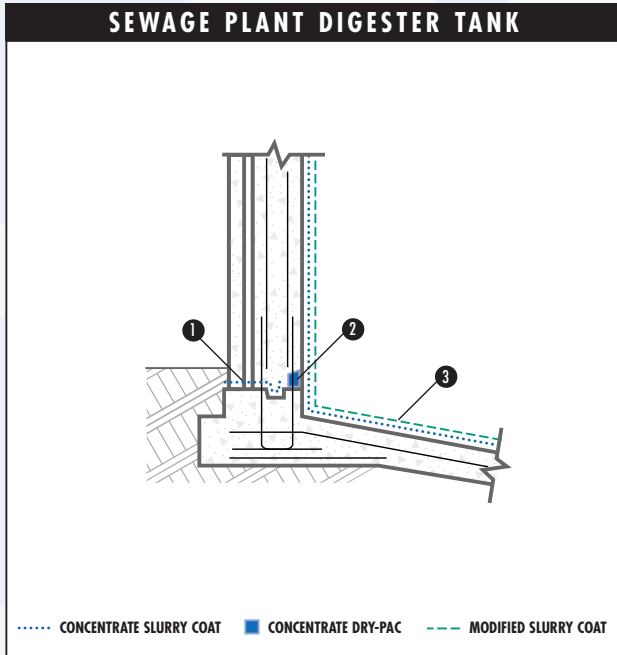 SEWAGE PLANT DIGESTER TANK
1
2
3
CONCENTRATE SLURRY COAT CONCENTRATE DRY-PAC MODIFIED SLURRY COAT